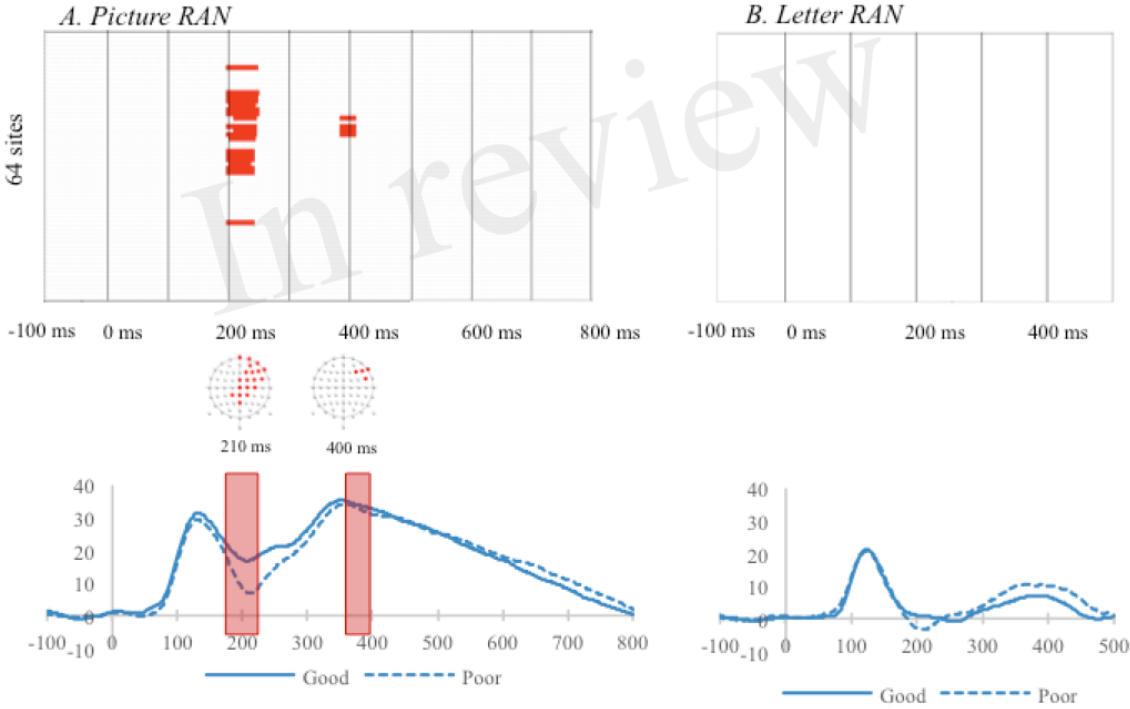 A. Picture RAN
B. Letter RAN
64 sites
In review
-100 ms 0 ms 200 ms 400 ms 600 ms 800 ms
-100 ms 0 ms 200 ms 400 ms
210 ms
400 ms
40
30
20
10
0
-10
-100 0 100 200 300 400 500 600 700 800
Good Poor
40
30
20
10
0
-10
-100 0 100 200 300 400 500
Good Poor